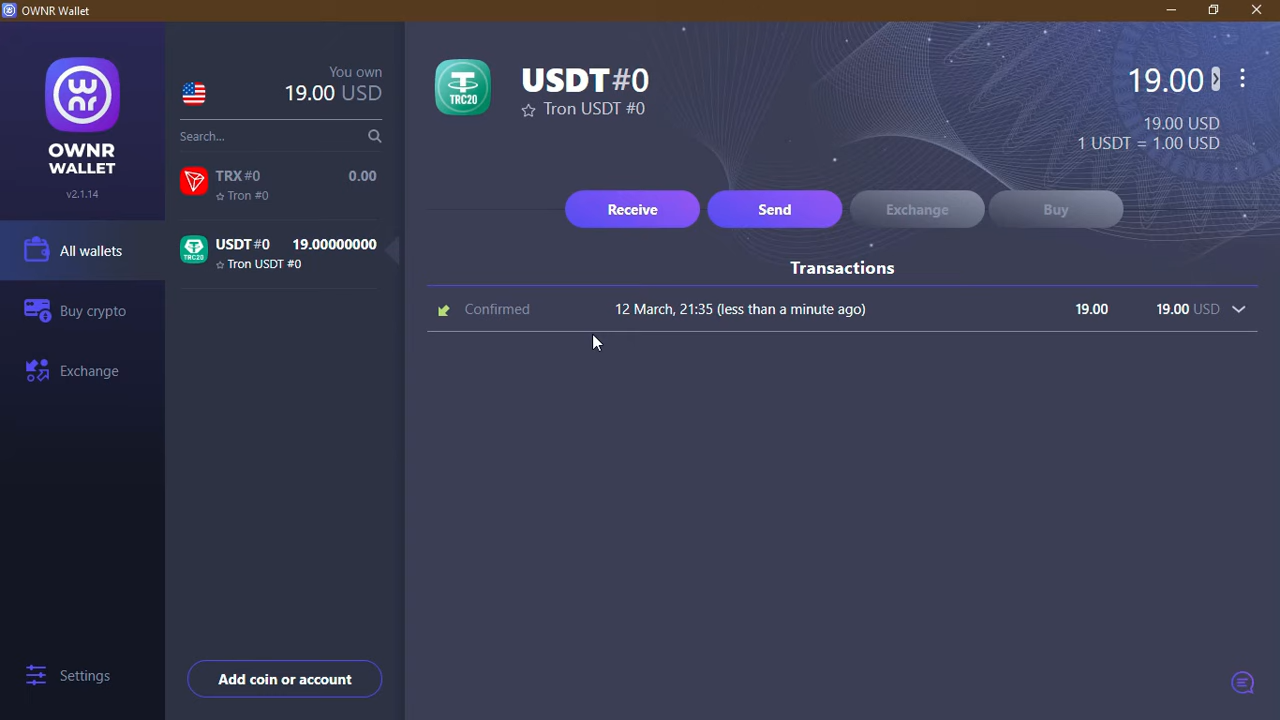 OWNR Wallet
OWNR
WALLET
v2.1.14
All wallets
Buy crypto
Exchange
Settings
You own
19.00 USD
Search...
TRX#0 0.00
Tron #0
TRC20
USDT#0 19.00000000
Tron USDT #0
Add coin or account
TRC20
USDT#0
Tron USDT #0
19.00
19.00 USD
1 USDT = 1.00 USD
Receive
Send
Exchange
Buy
Transactions
Confirmed 12 March, 21:35 (less than a minute ago) 19.00 19.00 USD